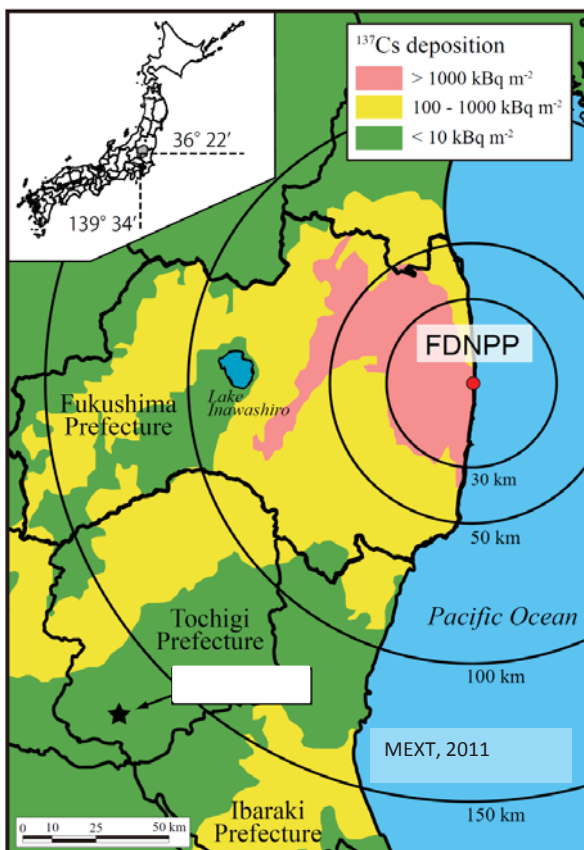 ¹³⁷Cs deposition
> 1000 kBq m⁻²
100 - 1000 kBq m⁻²
< 10 kBq m⁻²
36° 22′
139° 34′
FDNPP
Lake
Inawashiro
Fukushima
Prefecture
30 km
50 km
Tochigi
Prefecture
Pacific Ocean
100 km
MEXT, 2011
Ibaraki
Prefecture
150 km
0 10 25 50 km